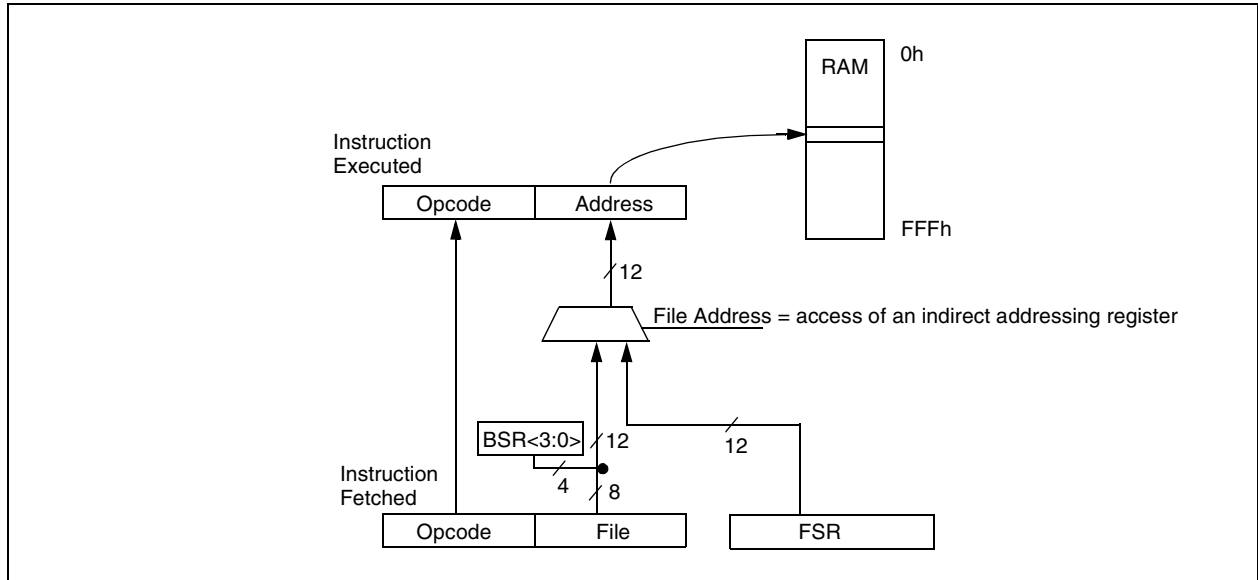 RAM
0h
Instruction
Executed
Opcode
Address
FFFh
12
File Address = access of an indirect addressing register
BSR<3:0>
12
12
4
8
Instruction
Fetched
Opcode
File
FSR